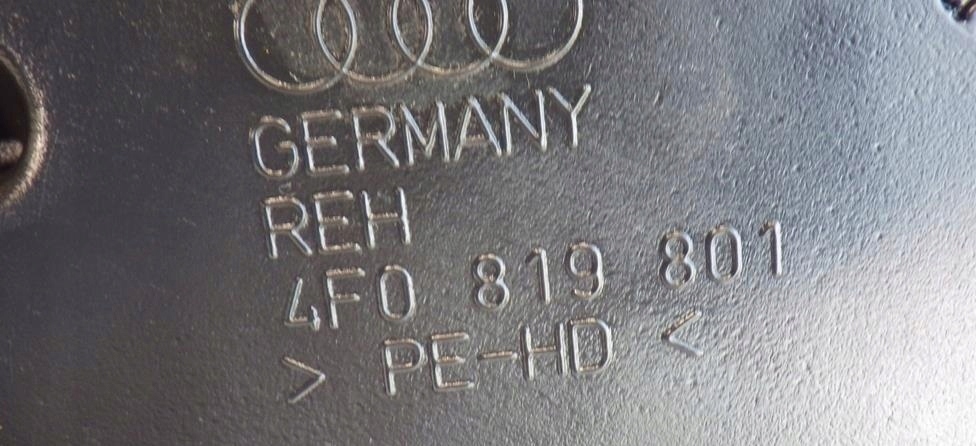 GERMANY
REH
4F0 819 801
> PE-HD <